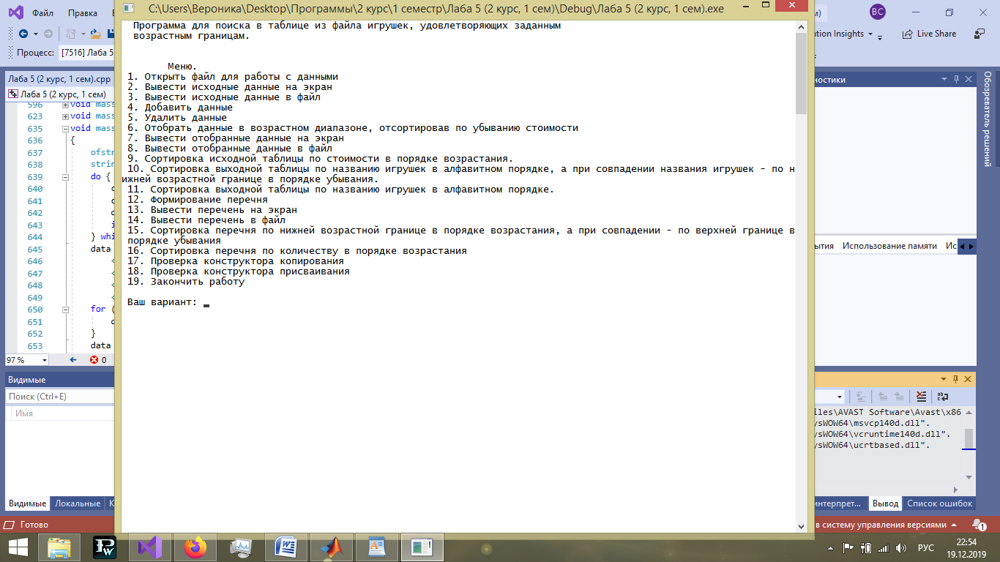 C:\Users\Вероника\Desktop\Программы\2 курс\1 семестр\Лаба 5 (2 курс, 1 сем)\Debug\Лаба 5 (2 курс, 1 сем).exe
Файл Правка
ВС
Live Share
Процесс: [7516] Лаба 5
Программа для поиска в таблице из файла игрушек, удовлетворяющих заданным
возрастным границам.
Меню.
1. Открыть файл для работы с данными
2. Вывести исходные данные на экран
3. Вывести исходные данные в файл
4. Добавить данные
5. Удалить данные
6. Отобрать данные в возрастном диапазоне, отсортировав по убыванию стоимости
7. Вывести отобранные данные на экран
8. Вывести отобранные данные в файл
9. Сортировка исходной таблицы по стоимости в порядке возрастания.
10. Сортировка выходной таблицы по названию игрушек в алфавитном порядке, а при совпадении названия игрушек - по н
ижней возрастной границе в порядке убывания.
11. Сортировка выходной таблицы по названию игрушек в алфавитном порядке.
12. Формирование перечня
13. Вывести перечень на экран
14. Вывести перечень в файл
15. Сортировка перечня по нижней возрастной границе в порядке возрастания, а при совпадении - по верхней границе в
порядке убывания
16. Сортировка перечня по количеству в порядке возрастания
17. Проверка конструктора копирования
18. Проверка конструктора присваивания
19. Закончить работу
Ваш вариант:
Лаба 5 (2 курс, 1 сем).cpp
Лаба 5 (2 курс, 1 сем)
596 void mass
623 void mass
635 void mass
636 {
637 ofstr
638 strin
639 do {
640
641
642
643
644 } whi
645 data
646 <
647 <
648 <
649 <
650 for (
651
652 }
653 data
97 %
0
Видимые
Поиск (Ctrl+E)
Имя
Видимые Локальные
Готово
tion Insights
ностики
Обозреватель решений
ытия Использование памяти Ис
iles\AVAST Software\Avast\x86
ysWOW64\msvcp140d.dll".
ysWOW64\vcruntime140d.dll".
ysWOW64\ucrtbased.dll".
интерпрет... Вывод Список ошибок
в систему управления версиями
1
РУС
22:54
19.12.2019